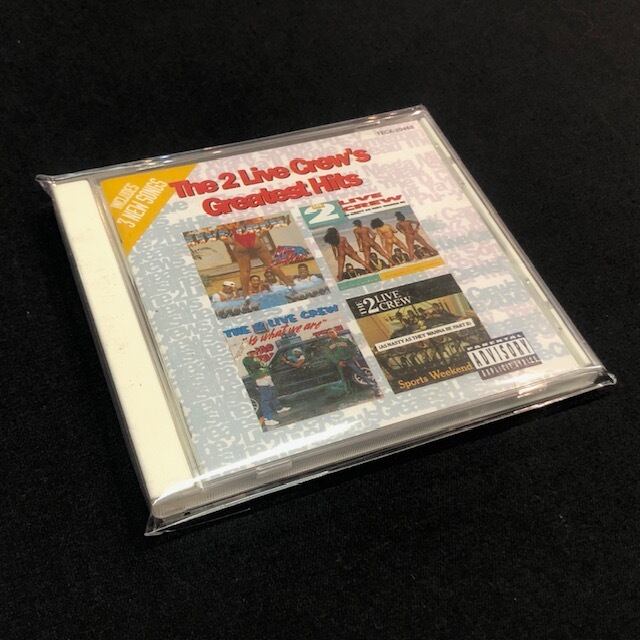 INCLUDES
3 NEW SONGS
The 2 Live Crew's
Greatest Hits
2
LIVE
CREW
THE 2 LIVE CREW
"Is What We Are"
THE
2 LIVE
CREW
(AS NASTY AS THEY WANNA BE PART II)
Sports Weekend
PARENTAL
ADVISORY
EXPLICIT LYRICS